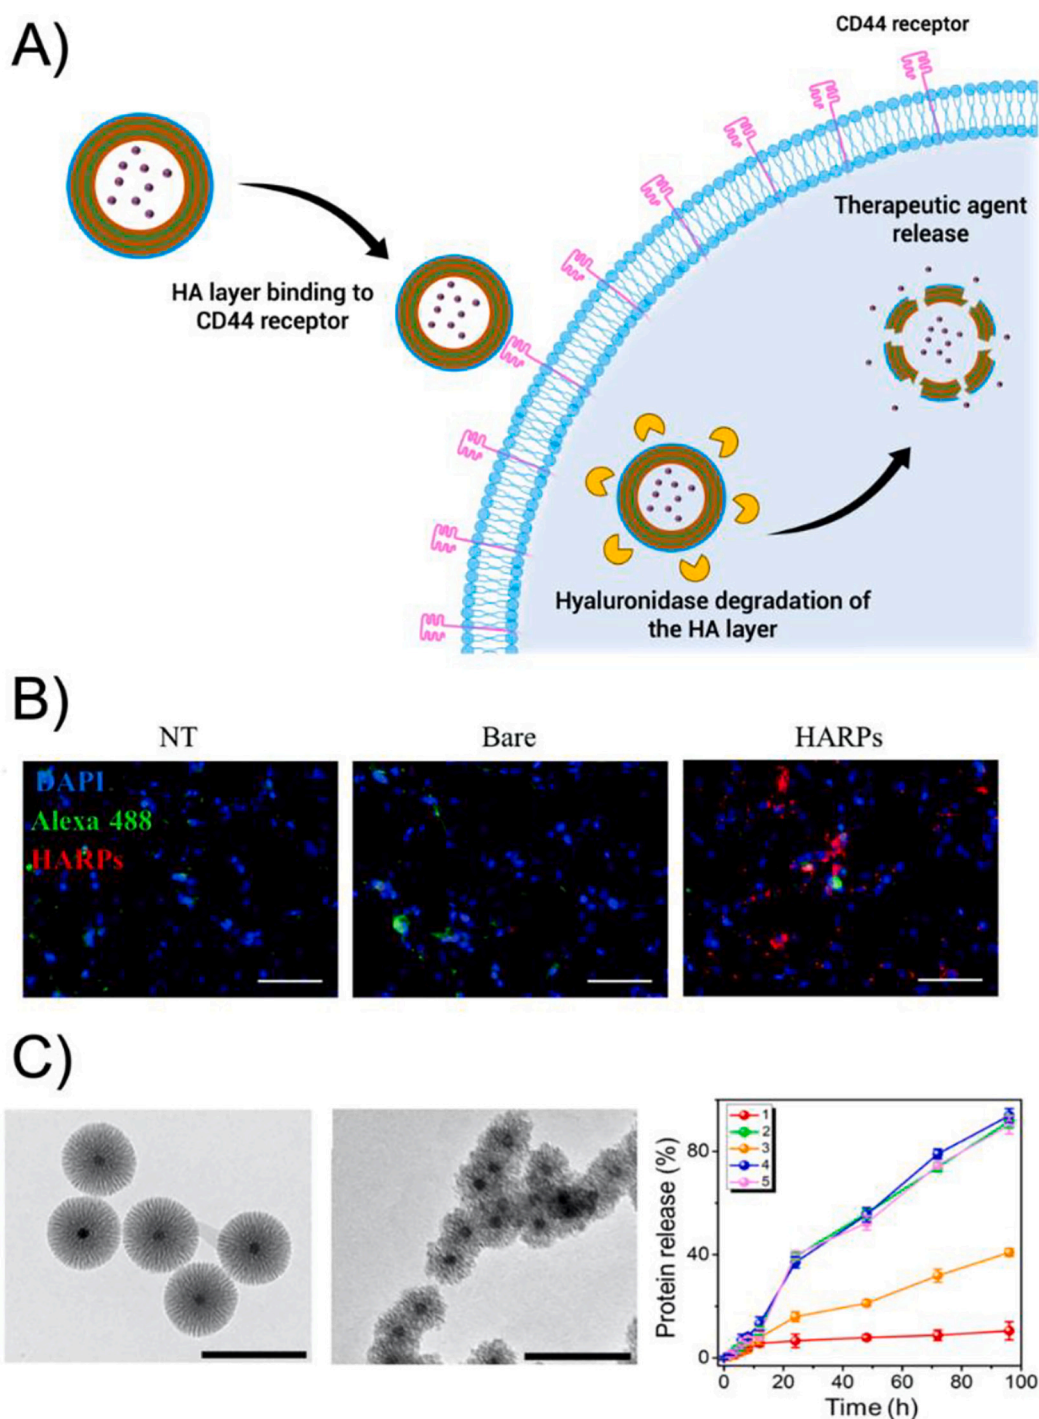 A)
CD44 receptor
Therapeutic agent
release
HA layer binding to
CD44 receptor
Hyaluronidase degradation of
the HA layer
B)
NT
Bare
HARPs
DAPI
Alexa 488
HARPs
C)
1
2
3
4
5
80
40
0
Protein release (%)
0 20 40 60 80 100
Time (h)